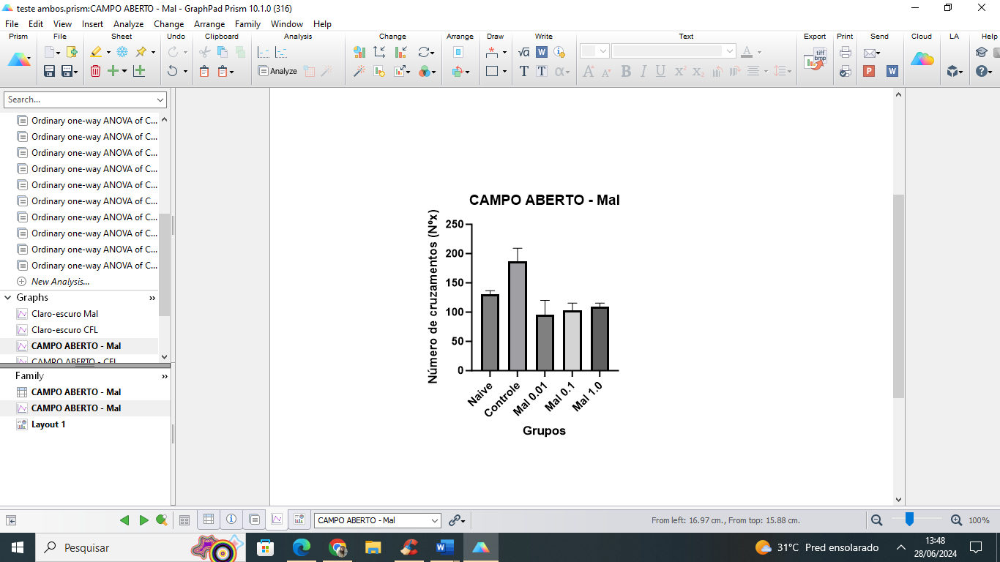 teste ambos.prism:CAMPO ABERTO - Mal - GraphPad Prism 10.1.0 (316)
File Edit View Insert Analyze Change Arrange Family Window Help
Prism File Sheet Undo Clipboard Analysis Change Arrange Draw Write Text Export Print Send Cloud LA Help
Analyze
tiff
bmp
Search...
Ordinary one-way ANOVA of C...
Ordinary one-way ANOVA of C...
Ordinary one-way ANOVA of C...
Ordinary one-way ANOVA of C...
Ordinary one-way ANOVA of C...
Ordinary one-way ANOVA of C...
Ordinary one-way ANOVA of C...
Ordinary one-way ANOVA of C...
Ordinary one-way ANOVA of C...
Ordinary one-way ANOVA of C...
New Analysis...
Graphs
Claro-escuro Mal
Claro-escuro CFL
CAMPO ABERTO - Mal
CAMPO ABERTO - CFL
Family
CAMPO ABERTO - Mal
CAMPO ABERTO - Mal
Layout 1
CAMPO ABERTO - Mal
Número de cruzamentos (Nºx)
250
200
150
100
50
0
Naive
Controle
Mal 0.01
Mal 0.1
Mal 1.0
Grupos
CAMPO ABERTO - Mal
From left: 16.97 cm., From top: 15.88 cm.
100%
Pesquisar
31°C Pred ensolarado
13:48
28/06/2024